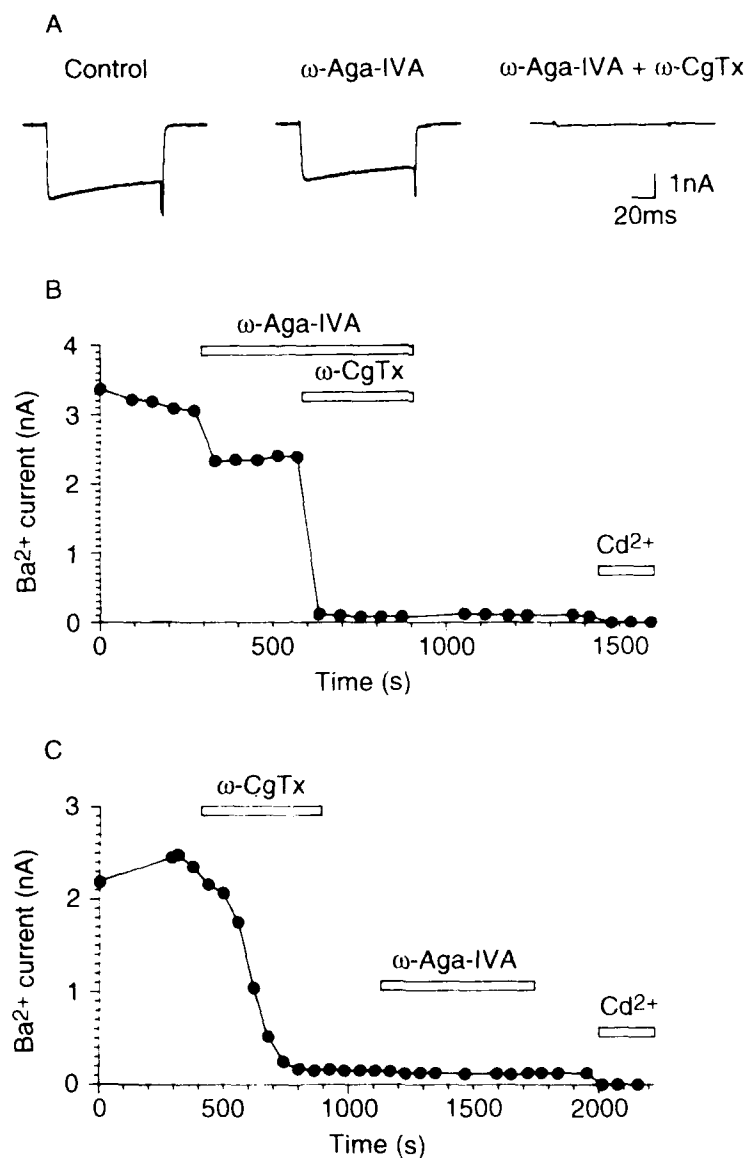 A
Control
ω-Aga-IVA
ω-Aga-IVA + ω-CgTx
1nA
20ms
B
ω-Aga-IVA
ω-CgTx
Cd2+
4
3
2
1
0
Ba2+ current (nA)
0
500
1000
1500
Time (s)
C
ω-CgTx
ω-Aga-IVA
Cd2+
3
2
1
0
Ba2+ current (nA)
0
500
1000
1500
2000
Time (s)